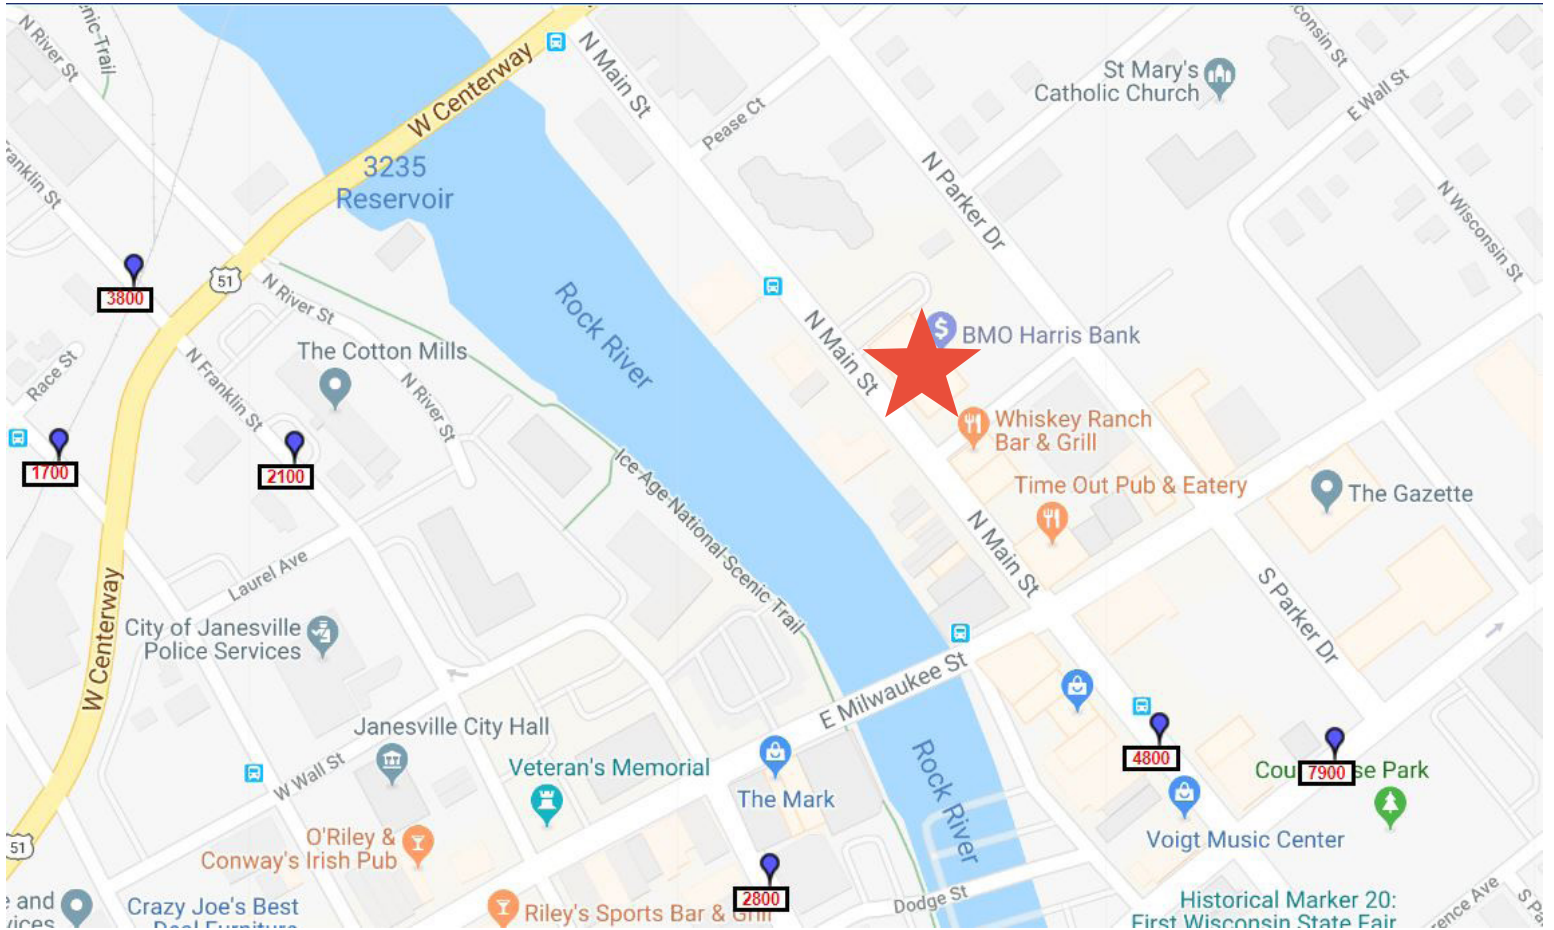 N River St
enic-Trail
W Centerway
N Main St
Pease Ct
St Mary's
Catholic Church
E Wall St
N Parker Dr
N Wisconsin St
3235
Reservoir
3800
51
N River St
Race St
The Cotton Mills
N Franklin St
N River St
Rock River
N Main St
BMO Harris Bank
Whiskey Ranch
Bar & Grill
Time Out Pub & Eatery
The Gazette
1700
2100
Ice Age National-Scenic Trail
N Main St
Laurel Ave
City of Janesville
Police Services
W Centerway
S Parker Dr
E Milwaukee St
Janesville City Hall
W Wall St
Veteran's Memorial
The Mark
Rock River
4800
7900
Voigt Music Center
51
O'Riley &
Conway's Irish Pub
2800
Riley's Sports Bar & Grill
Dodge St
Crazy Joe's Best
Deal Furniture
Historical Marker 20:
First Wisconsin State Fair